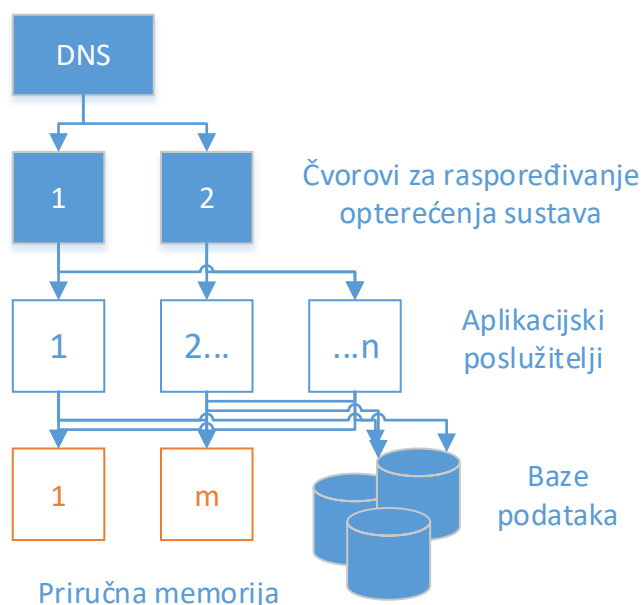 DNS
1
2
Čvorovi za raspoređivanje
opterećenja sustava
1
2...
...n
Aplikacijski
poslužitelji
1
m
Baze
podataka
Priručna memorija